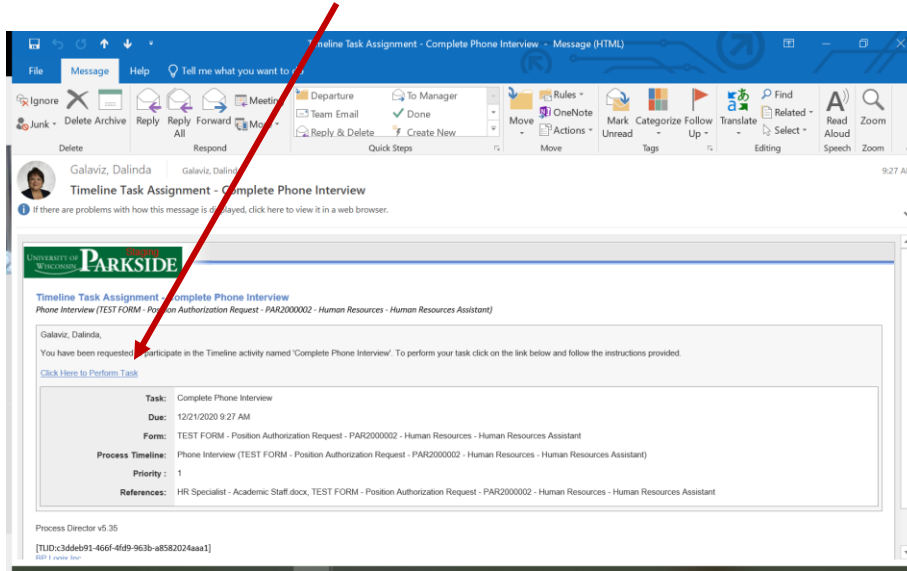 Timeline Task Assignment - Complete Phone Interview - Message (HTML)
File Message Help Tell me what you want to do
Ignore
Junk
Delete Archive
Reply Reply All Forward
Meeting
More
Departure To Manager
Team Email Done
Reply & Delete Create New
Move
Rules
OneNote
Actions
Mark Unread Categorize Follow Up
Translate
Find
Related
Select
Read Aloud
Zoom
Delete Respond Quick Steps Move Tags Editing Speech Zoom
Galaviz, Dalinda Galaviz, Dalinda
9:27 AM
Timeline Task Assignment - Complete Phone Interview
If there are problems with how this message is displayed, click here to view it in a web browser.
UNIVERSITY OF WISCONSIN PARKSIDE
Staging
Timeline Task Assignment - Complete Phone Interview
Phone Interview (TEST FORM - Position Authorization Request - PAR2000002 - Human Resources - Human Resources Assistant)
Galaviz, Dalinda,
You have been requested to participate in the Timeline activity named 'Complete Phone Interview'. To perform your task click on the link below and follow the instructions provided.
Click Here to Perform Task
Task: Complete Phone Interview
Due: 12/21/2020 9:27 AM
Form: TEST FORM - Position Authorization Request - PAR2000002 - Human Resources - Human Resources Assistant
Process Timeline: Phone Interview (TEST FORM - Position Authorization Request - PAR2000002 - Human Resources - Human Resources Assistant)
Priority : 1
References: HR Specialist - Academic Staff.docx, TEST FORM - Position Authorization Request - PAR2000002 - Human Resources - Human Resources Assistant
Process Director v5.35
[TLID:c3ddeb91-466f-4fd9-963b-a8582024aaa1]
BP Logix Inc